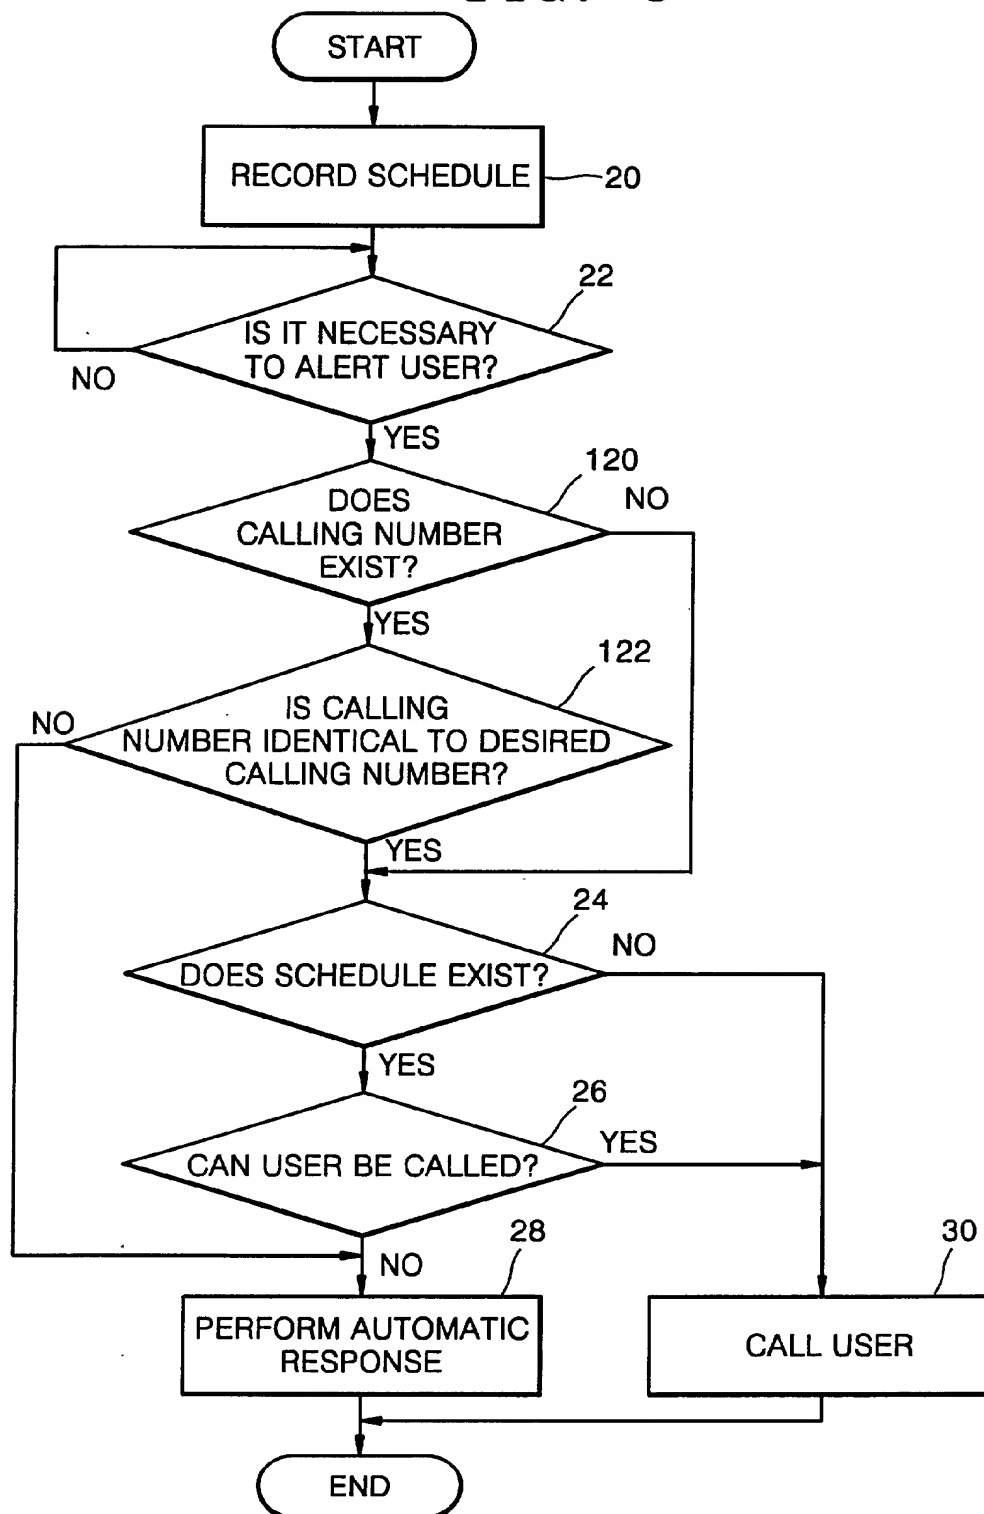 START
RECORD SCHEDULE
20
22
IS IT NECESSARY
TO ALERT USER?
NO
YES
120
DOES
CALLING NUMBER
EXIST?
NO
YES
122
IS CALLING
NUMBER IDENTICAL TO DESIRED
CALLING NUMBER?
NO
YES
24
DOES SCHEDULE EXIST?
NO
YES
26
CAN USER BE CALLED?
YES
NO
28
PERFORM AUTOMATIC
RESPONSE
30
CALL USER
END